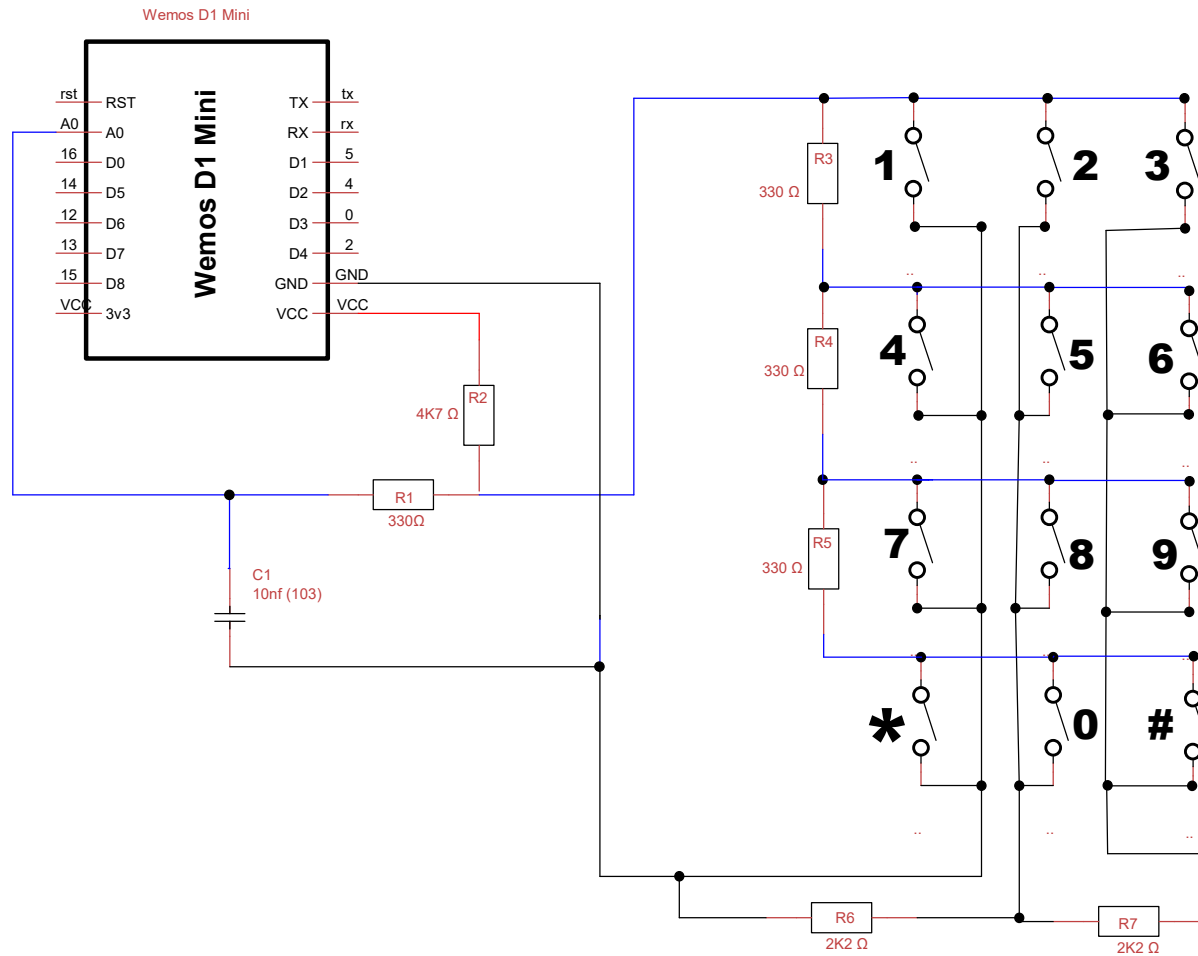 Wemos D1 Mini
rst RST TX tx
A0 A0 RX rx
16 D0 D1 5
14 D5 D2 4
12 D6 D3 0
13 D7 D4 2
15 D8 GND GND
VCC 3v3 VCC VCC
Wemos D1 Mini
R2
4K7 Ω
R1
330Ω
C1
10nf (103)
R3
330 Ω
1 2 3
R4
330 Ω
4 5 6
R5
330 Ω
7 8 9
* 0 #
R6
2K2 Ω
R7
2K2 Ω